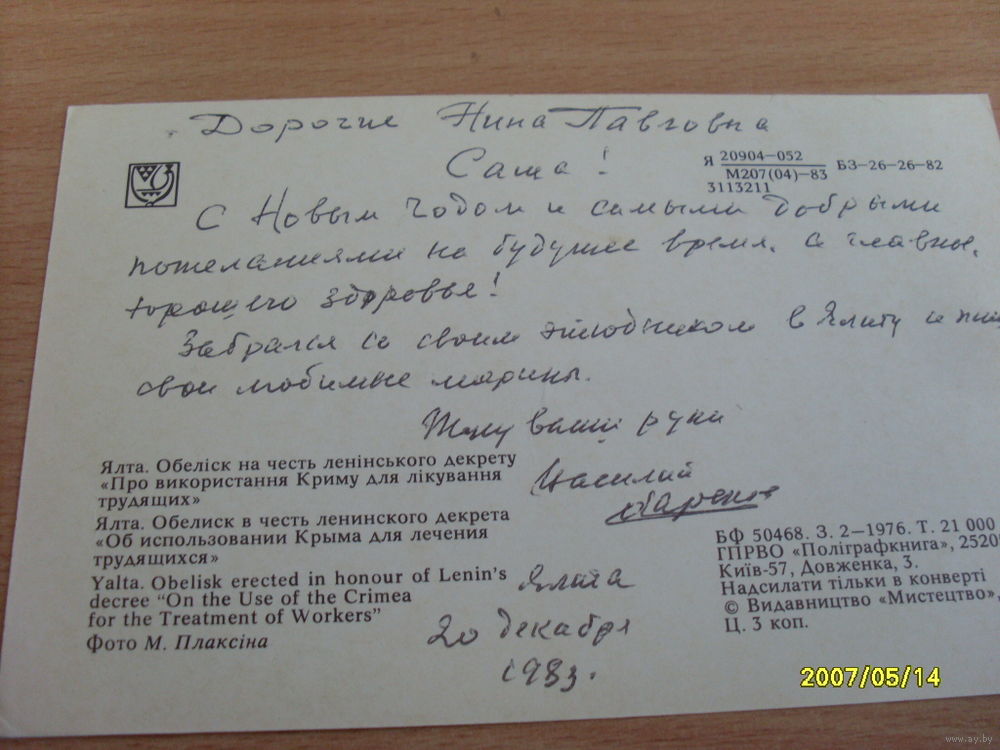 Дорогие Нина Павловна
Саша!
Я 20904—052 БЗ—26—26—82
М207(04)—83
3113211
С Новым годом и самыми добрыми
пожеланиями на будущее время, а главное,
хорошего здоровья!
Забрался со своим этюдником в Ялту и пиш
свои любимые марины.
Жму ваши руки
Василий
Ялта
20 декабря
1983.
Ялта. Обеліск на честь ленінського декрету
«Про використання Криму для лікування
трудящих»
Ялта. Обелиск в честь ленинского декрета
«Об использовании Крыма для лечения
трудящихся»
Yalta. Obelisk erected in honour of Lenin's
decree "On the Use of the Crimea
for the Treatment of Workers"
Фото М. Плаксіна
БФ 50468. З. 2—1976. Т. 21 000
ГПРВО «Поліграфкнига», 25205
Київ-57, Довженка, 3.
Надсилати тільки в конверті
© Видавництво «Мистецтво»,
Ц. 3 коп.
2007/05/14
www.ay.by